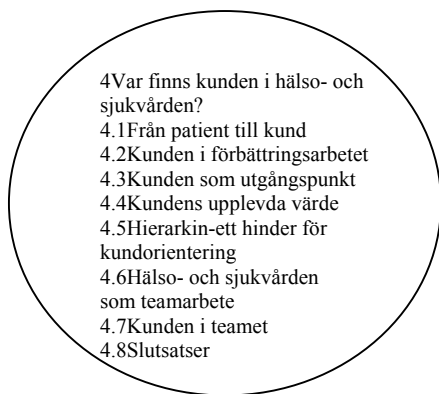 4Var finns kunden i hälso- och
sjukvården?
4.1Från patient till kund
4.2Kunden i förbättringsarbetet
4.3Kunden som utgångspunkt
4.4Kundens upplevda värde
4.5Hierarkin-ett hinder för
kundorientering
4.6Hälso- och sjukvården
som teamarbete
4.7Kunden i teamet
4.8Slutsatser